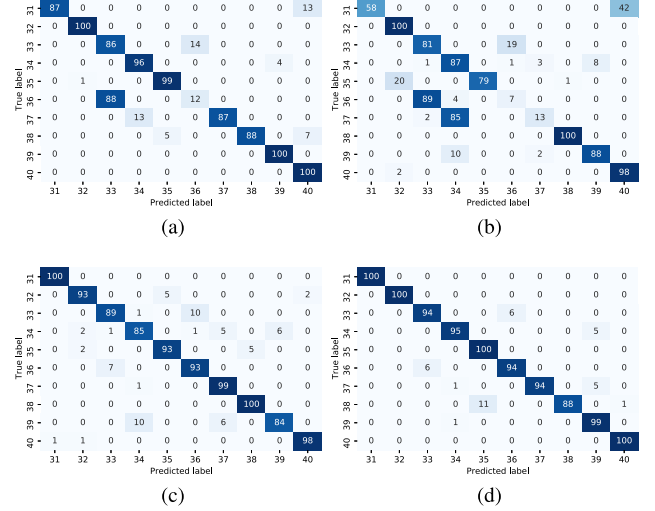 31 87 0 0 0 0 0 0 0 0 13
32 0 100 0 0 0 0 0 0 0 0
33 0 0 86 0 0 14 0 0 0 0
34 0 0 0 96 0 0 0 0 4 0
35 0 1 0 0 99 0 0 0 0 0
36 0 0 88 0 0 12 0 0 0 0
37 0 0 0 13 0 0 87 0 0 0
38 0 0 0 0 5 0 0 88 0 7
39 0 0 0 0 0 0 0 0 100 0
40 0 0 0 0 0 0 0 0 0 100
True label
31 32 33 34 35 36 37 38 39 40
Predicted label
(a)
31 58 0 0 0 0 0 0 0 0 42
32 0 100 0 0 0 0 0 0 0 0
33 0 0 81 0 0 19 0 0 0 0
34 0 0 1 87 0 1 3 0 8 0
35 0 20 0 0 79 0 0 1 0 0
36 0 0 89 4 0 7 0 0 0 0
37 0 0 2 85 0 0 13 0 0 0
38 0 0 0 0 0 0 0 100 0 0
39 0 0 0 10 0 0 2 0 88 0
40 0 2 0 0 0 0 0 0 0 98
True label
31 32 33 34 35 36 37 38 39 40
Predicted label
(b)
31 100 0 0 0 0 0 0 0 0 0
32 0 93 0 0 5 0 0 0 0 2
33 0 0 89 1 0 10 0 0 0 0
34 0 2 1 85 0 1 5 0 6 0
35 0 2 0 0 93 0 0 5 0 0
36 0 0 7 0 0 93 0 0 0 0
37 0 0 0 1 0 0 99 0 0 0
38 0 0 0 0 0 0 0 100 0 0
39 0 0 0 10 0 0 6 0 84 0
40 1 1 0 0 0 0 0 0 0 98
True label
31 32 33 34 35 36 37 38 39 40
Predicted label
(c)
31 100 0 0 0 0 0 0 0 0 0
32 0 100 0 0 0 0 0 0 0 0
33 0 0 94 0 0 6 0 0 0 0
34 0 0 0 95 0 0 0 0 5 0
35 0 0 0 0 100 0 0 0 0 0
36 0 0 6 0 0 94 0 0 0 0
37 0 0 0 1 0 0 94 0 5 0
38 0 0 0 0 11 0 0 88 0 1
39 0 0 0 1 0 0 0 0 99 0
40 0 0 0 0 0 0 0 0 0 100
True label
31 32 33 34 35 36 37 38 39 40
Predicted label
(d)